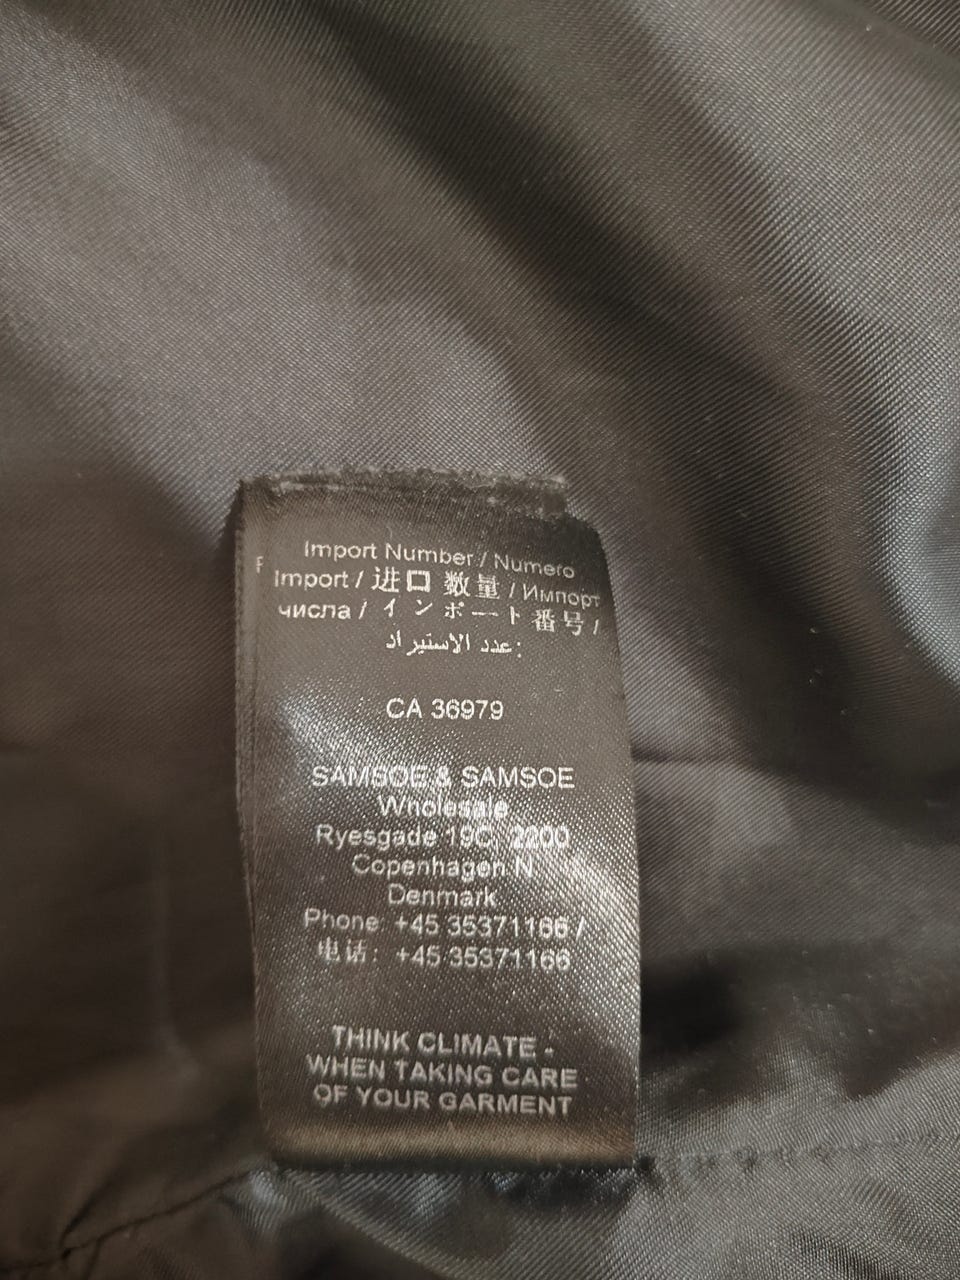 Import Number / Numero
Import / 进口 数量 / Импорт
числа / インポート 番号 /
عدد الاستيراد:
CA 36979
SAMSOE & SAMSOE
Wholesale
Ryesgade 19C, 2200
Copenhagen N
Denmark
Phone: +45 35371166 /
电话: +45 35371166
THINK CLIMATE -
WHEN TAKING CARE
OF YOUR GARMENT